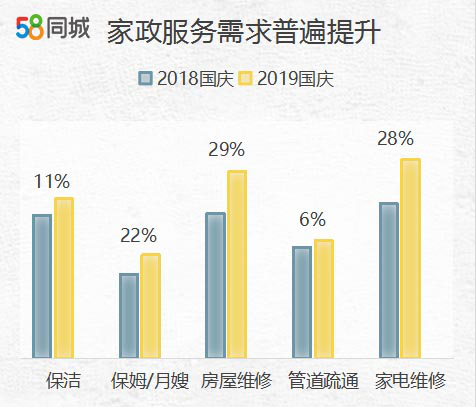 58同城 家政服务需求普遍提升
2018国庆 2019国庆
11% 22% 29% 6% 28%
保洁 保姆/月嫂 房屋维修 管道疏通 家电维修